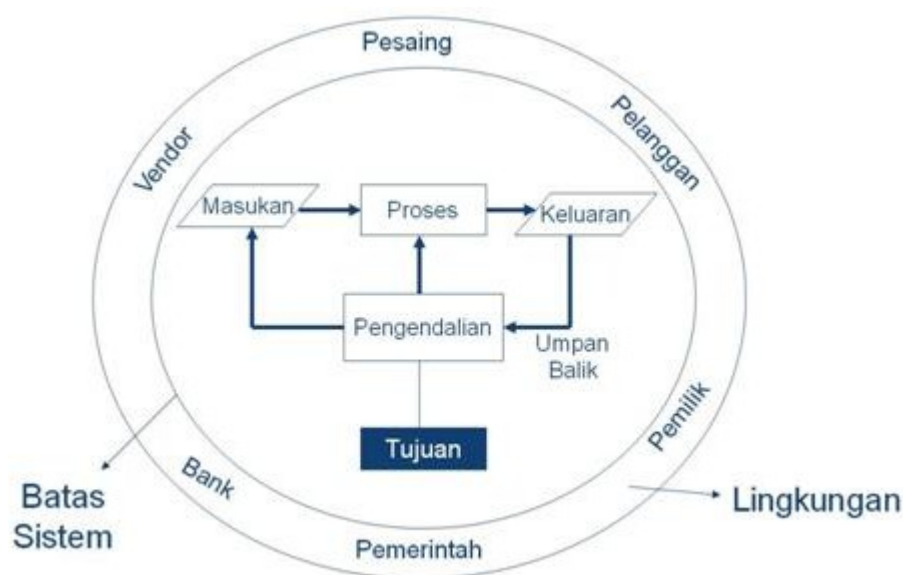 Pesaing
Vendor
Pelanggan
Masukan
Proses
Keluaran
Pengendalian
Umpan
Balik
Tujuan
Pemilik
Bank
Batas
Sistem
Lingkungan
Pemerintah